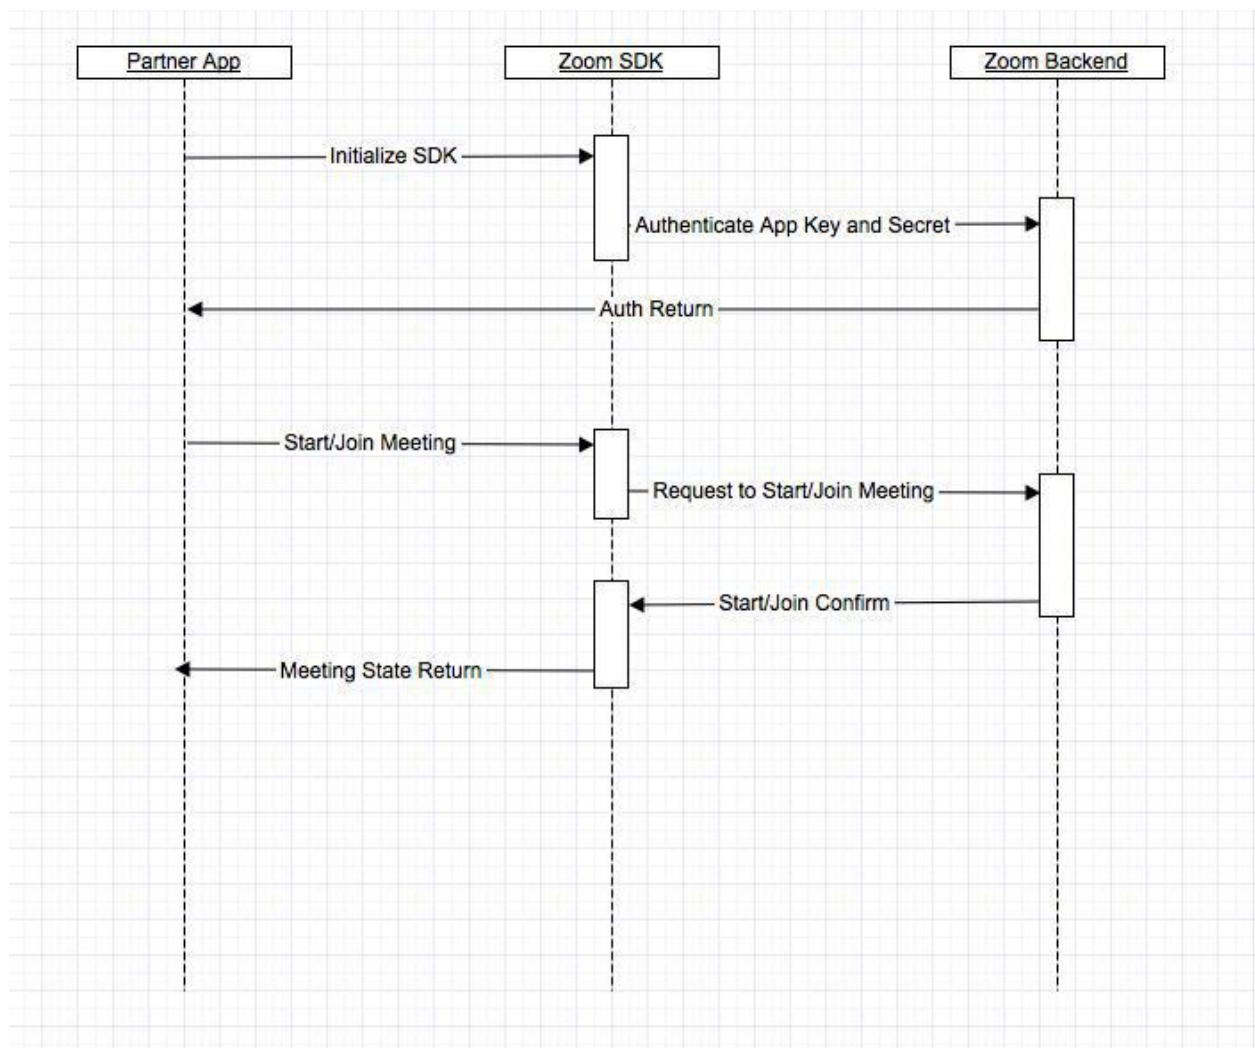 Partner App
Zoom SDK
Zoom Backend
Initialize SDK
Authenticate App Key and Secret
Auth Return
Start/Join Meeting
Request to Start/Join Meeting
Start/Join Confirm
Meeting State Return